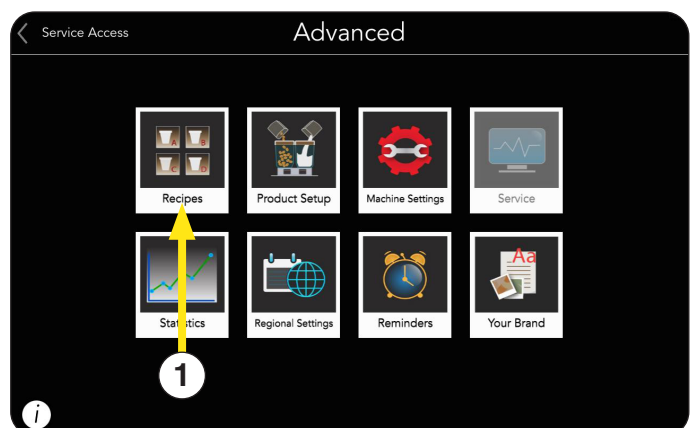 Service Access
Advanced
A B
C D
Recipes
Product Setup
Machine Settings
Service
Aa
Statistics
Regional Settings
Reminders
Your Brand
1
i